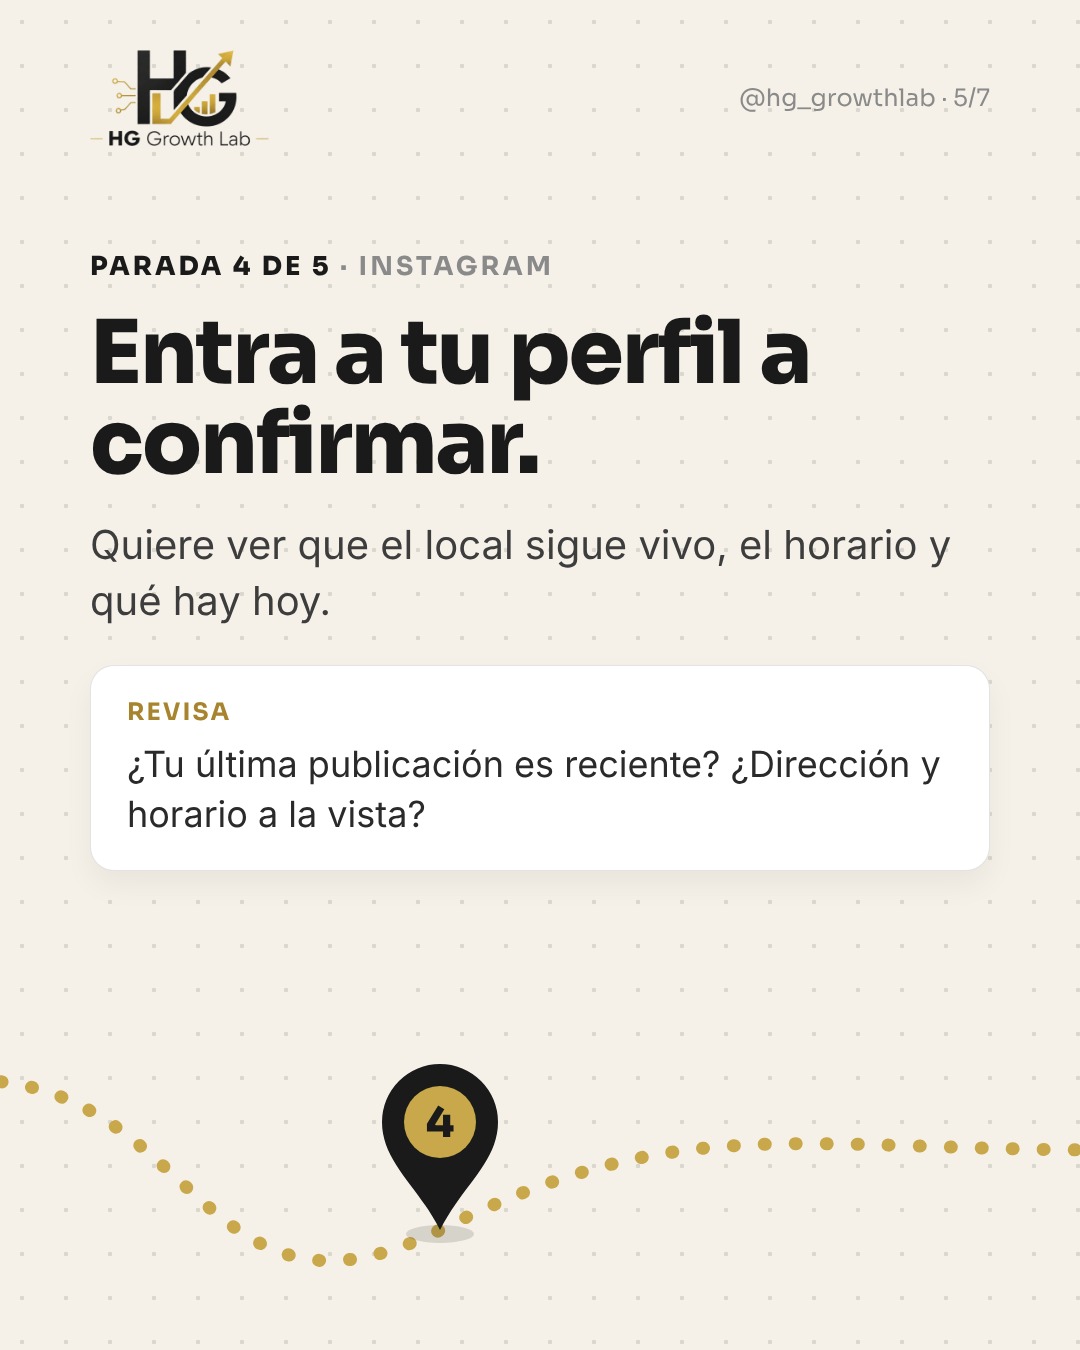 HG
HG Growth Lab
@hg_growthlab · 5/7
PARADA 4 DE 5 · INSTAGRAM
Entra a tu perfil a
confirmar.
Quiere ver que el local sigue vivo, el horario y
qué hay hoy.
REVISA
¿Tu última publicación es reciente? ¿Dirección y
horario a la vista?
4